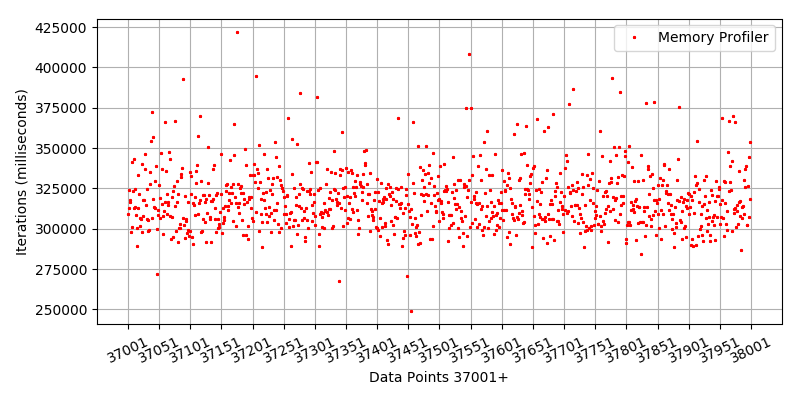 Memory Profiler
Iterations (milliseconds)
425000
400000
375000
350000
325000
300000
275000
250000
37001 37051 37101 37151 37201 37251 37301 37351 37401 37451 37501 37551 37601 37651 37701 37751 37801 37851 37901 37951 38001
Data Points 37001+